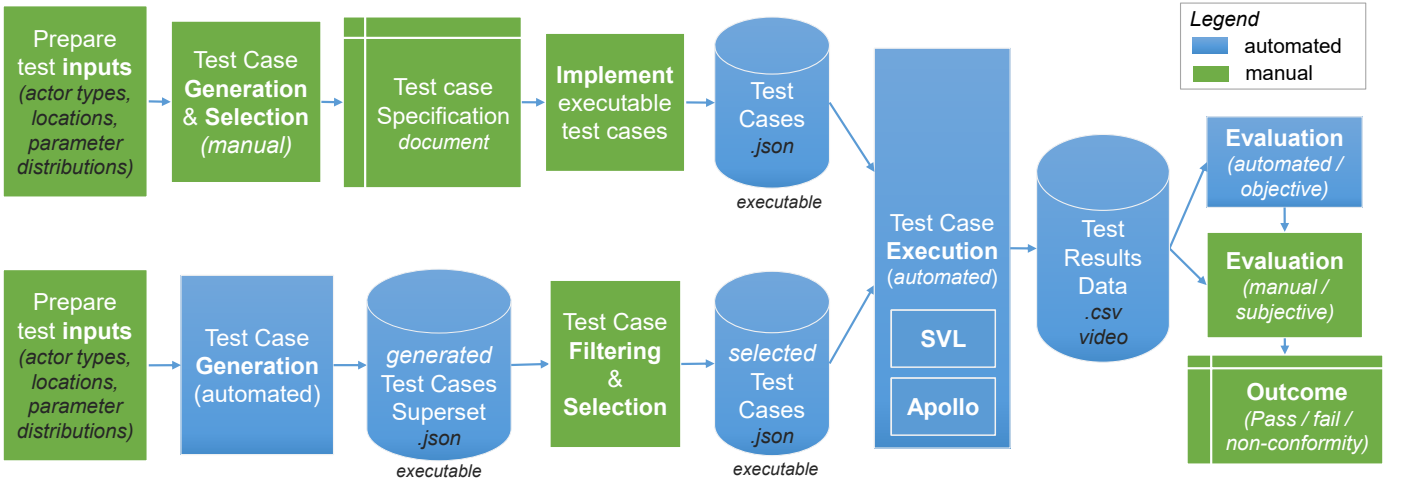 Prepare
test inputs
(actor types,
locations,
parameter
distributions)
Test Case
Generation
& Selection
(manual)
Test case
Specification
document
Implement
executable
test cases
Test
Cases
.json
executable
Prepare
test inputs
(actor types,
locations,
parameter
distributions)
Test Case
Generation
(automated)
generated
Test Cases
Superset
.json
executable
Test Case
Filtering
&
Selection
selected
Test
Cases
.json
executable
Test Case
Execution
(automated)
SVL
Apollo
Test
Results
Data
.csv
video
Legend
automated
manual
Evaluation
(automated /
objective)
Evaluation
(manual /
subjective)
Outcome
(Pass / fail /
non-conformity)